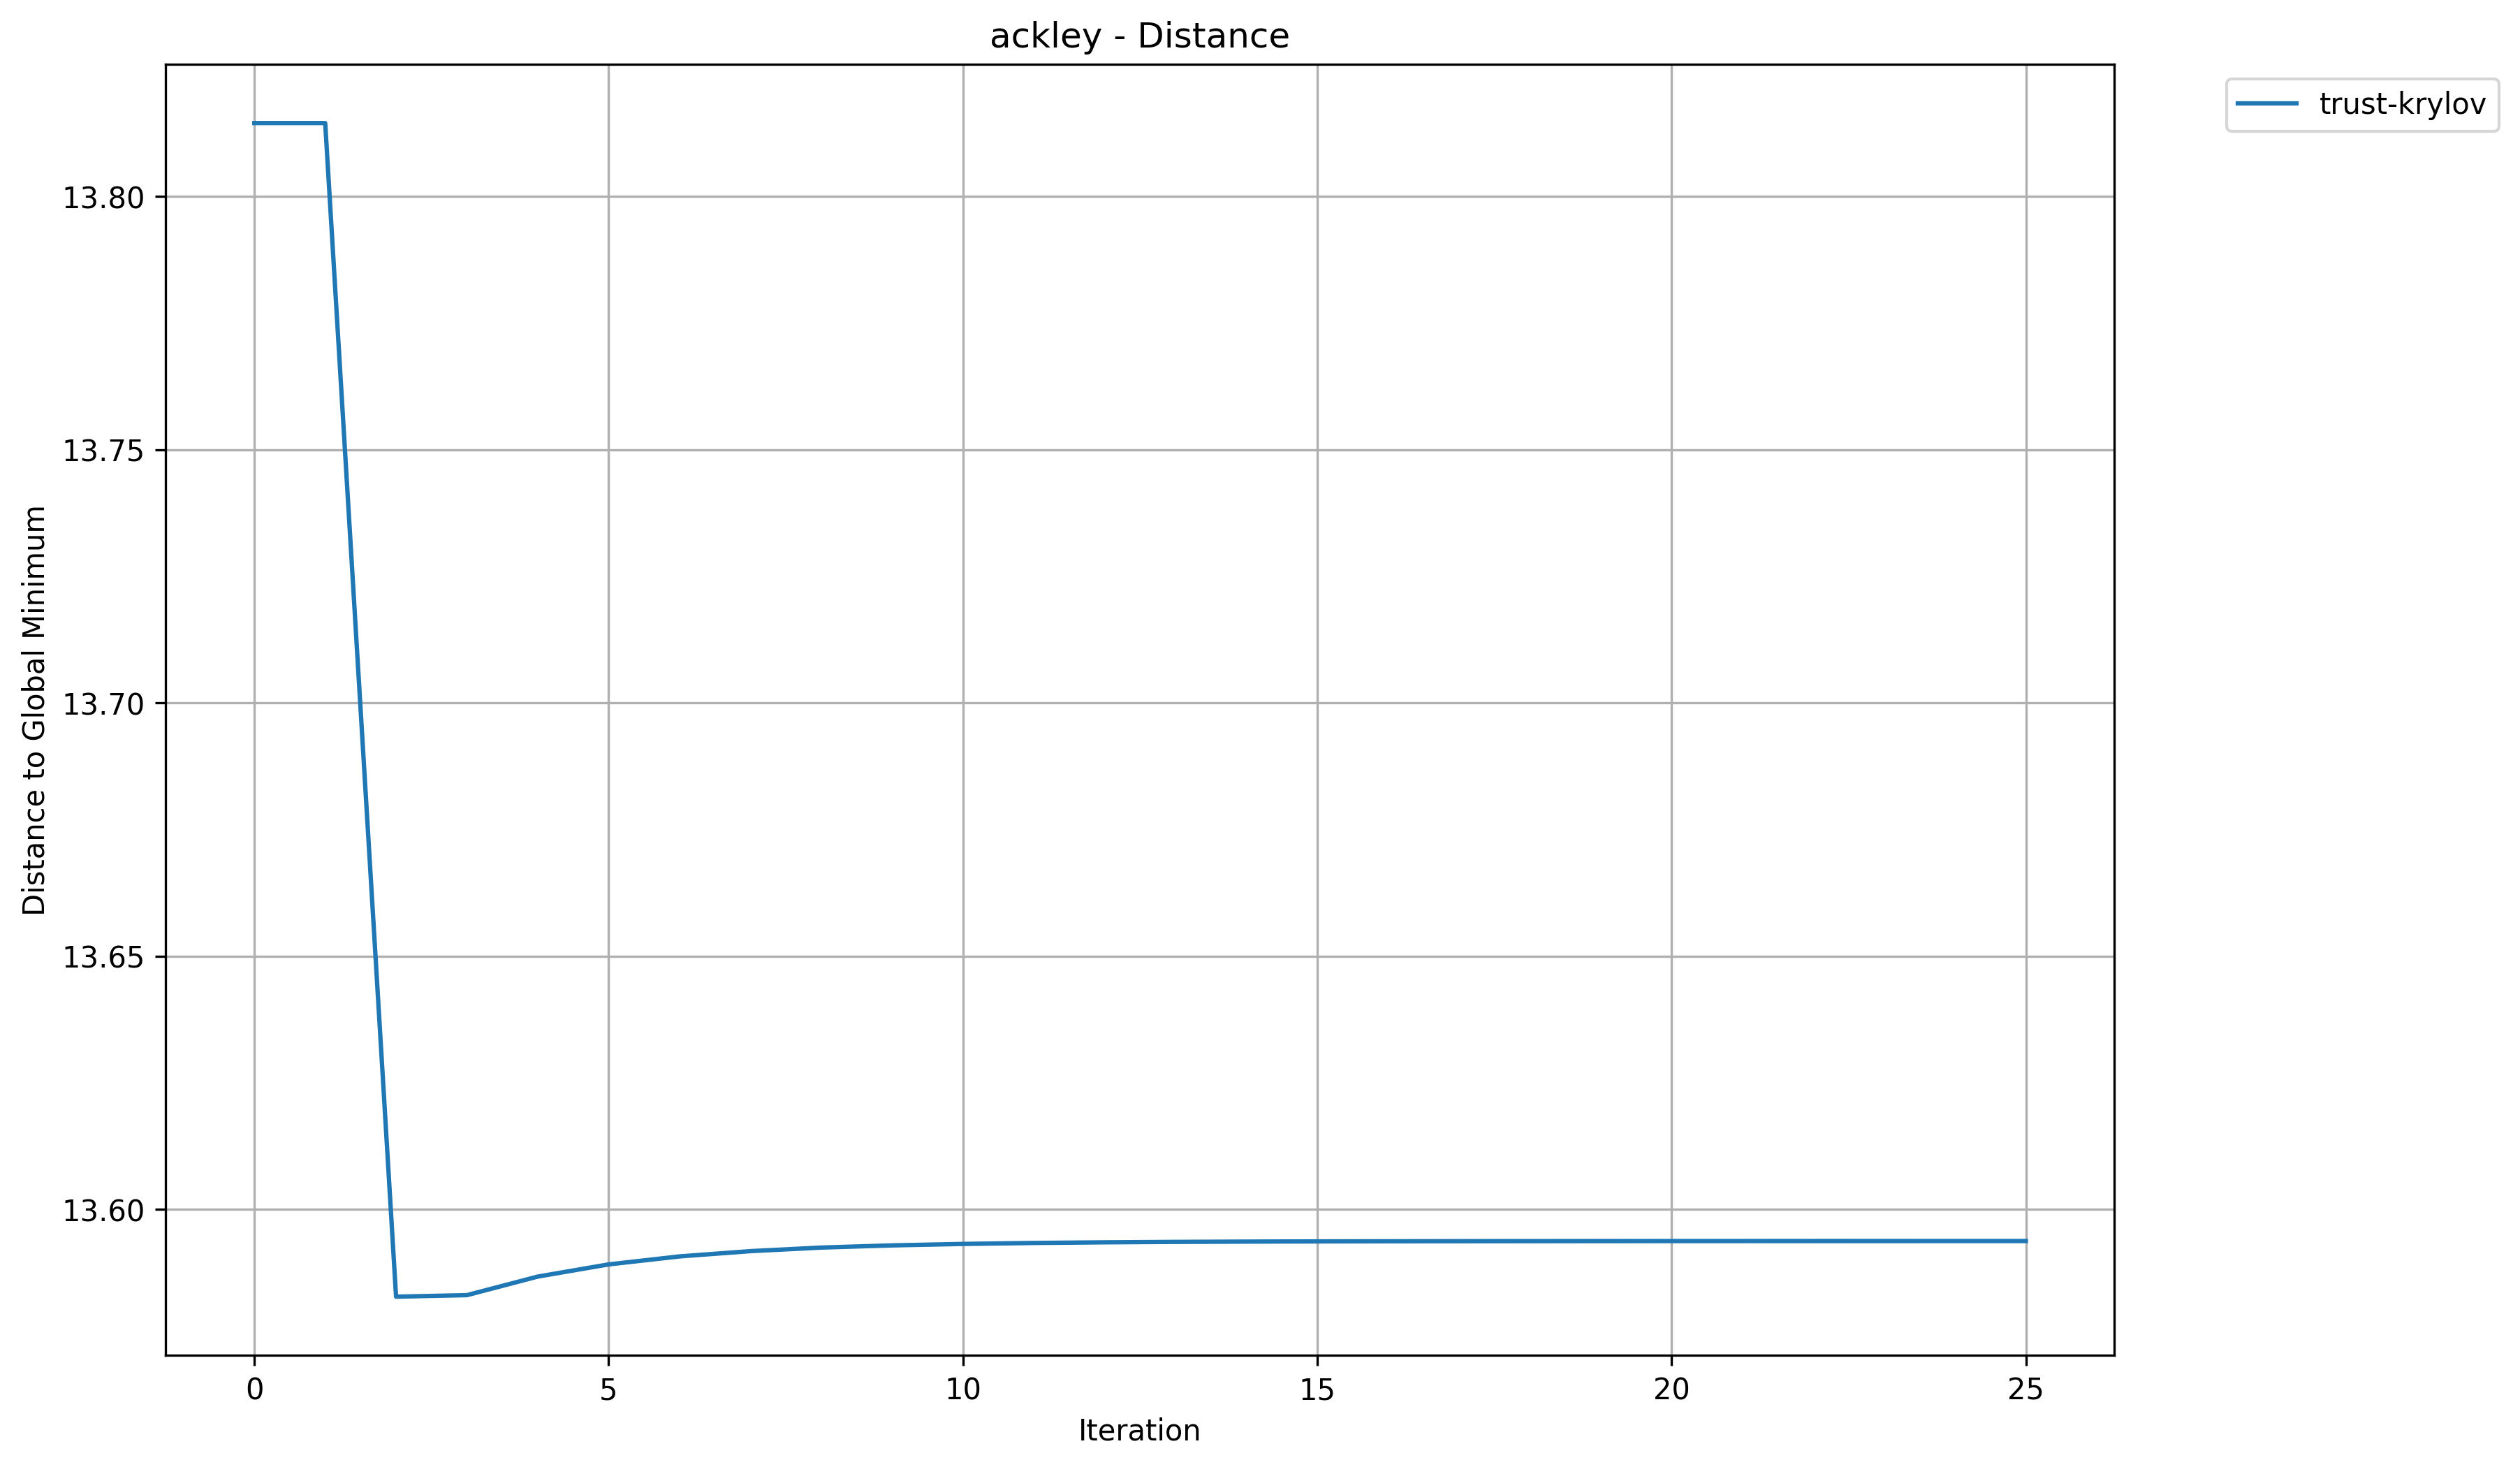 ackley - Distance
trust-krylov
Distance to Global Minimum
13.80
13.75
13.70
13.65
13.60
0 5 10 15 20 25
Iteration